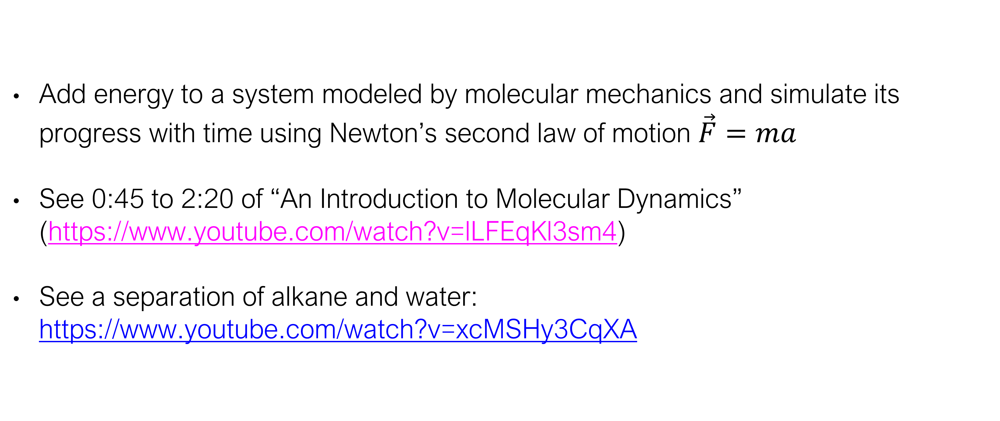 • Add energy to a system modeled by molecular mechanics and simulate its
progress with time using Newton’s second law of motion F⃗ = ma
• See 0:45 to 2:20 of “An Introduction to Molecular Dynamics”
(https://www.youtube.com/watch?v=lLFEqKl3sm4)
• See a separation of alkane and water:
https://www.youtube.com/watch?v=xcMSHy3CqXA